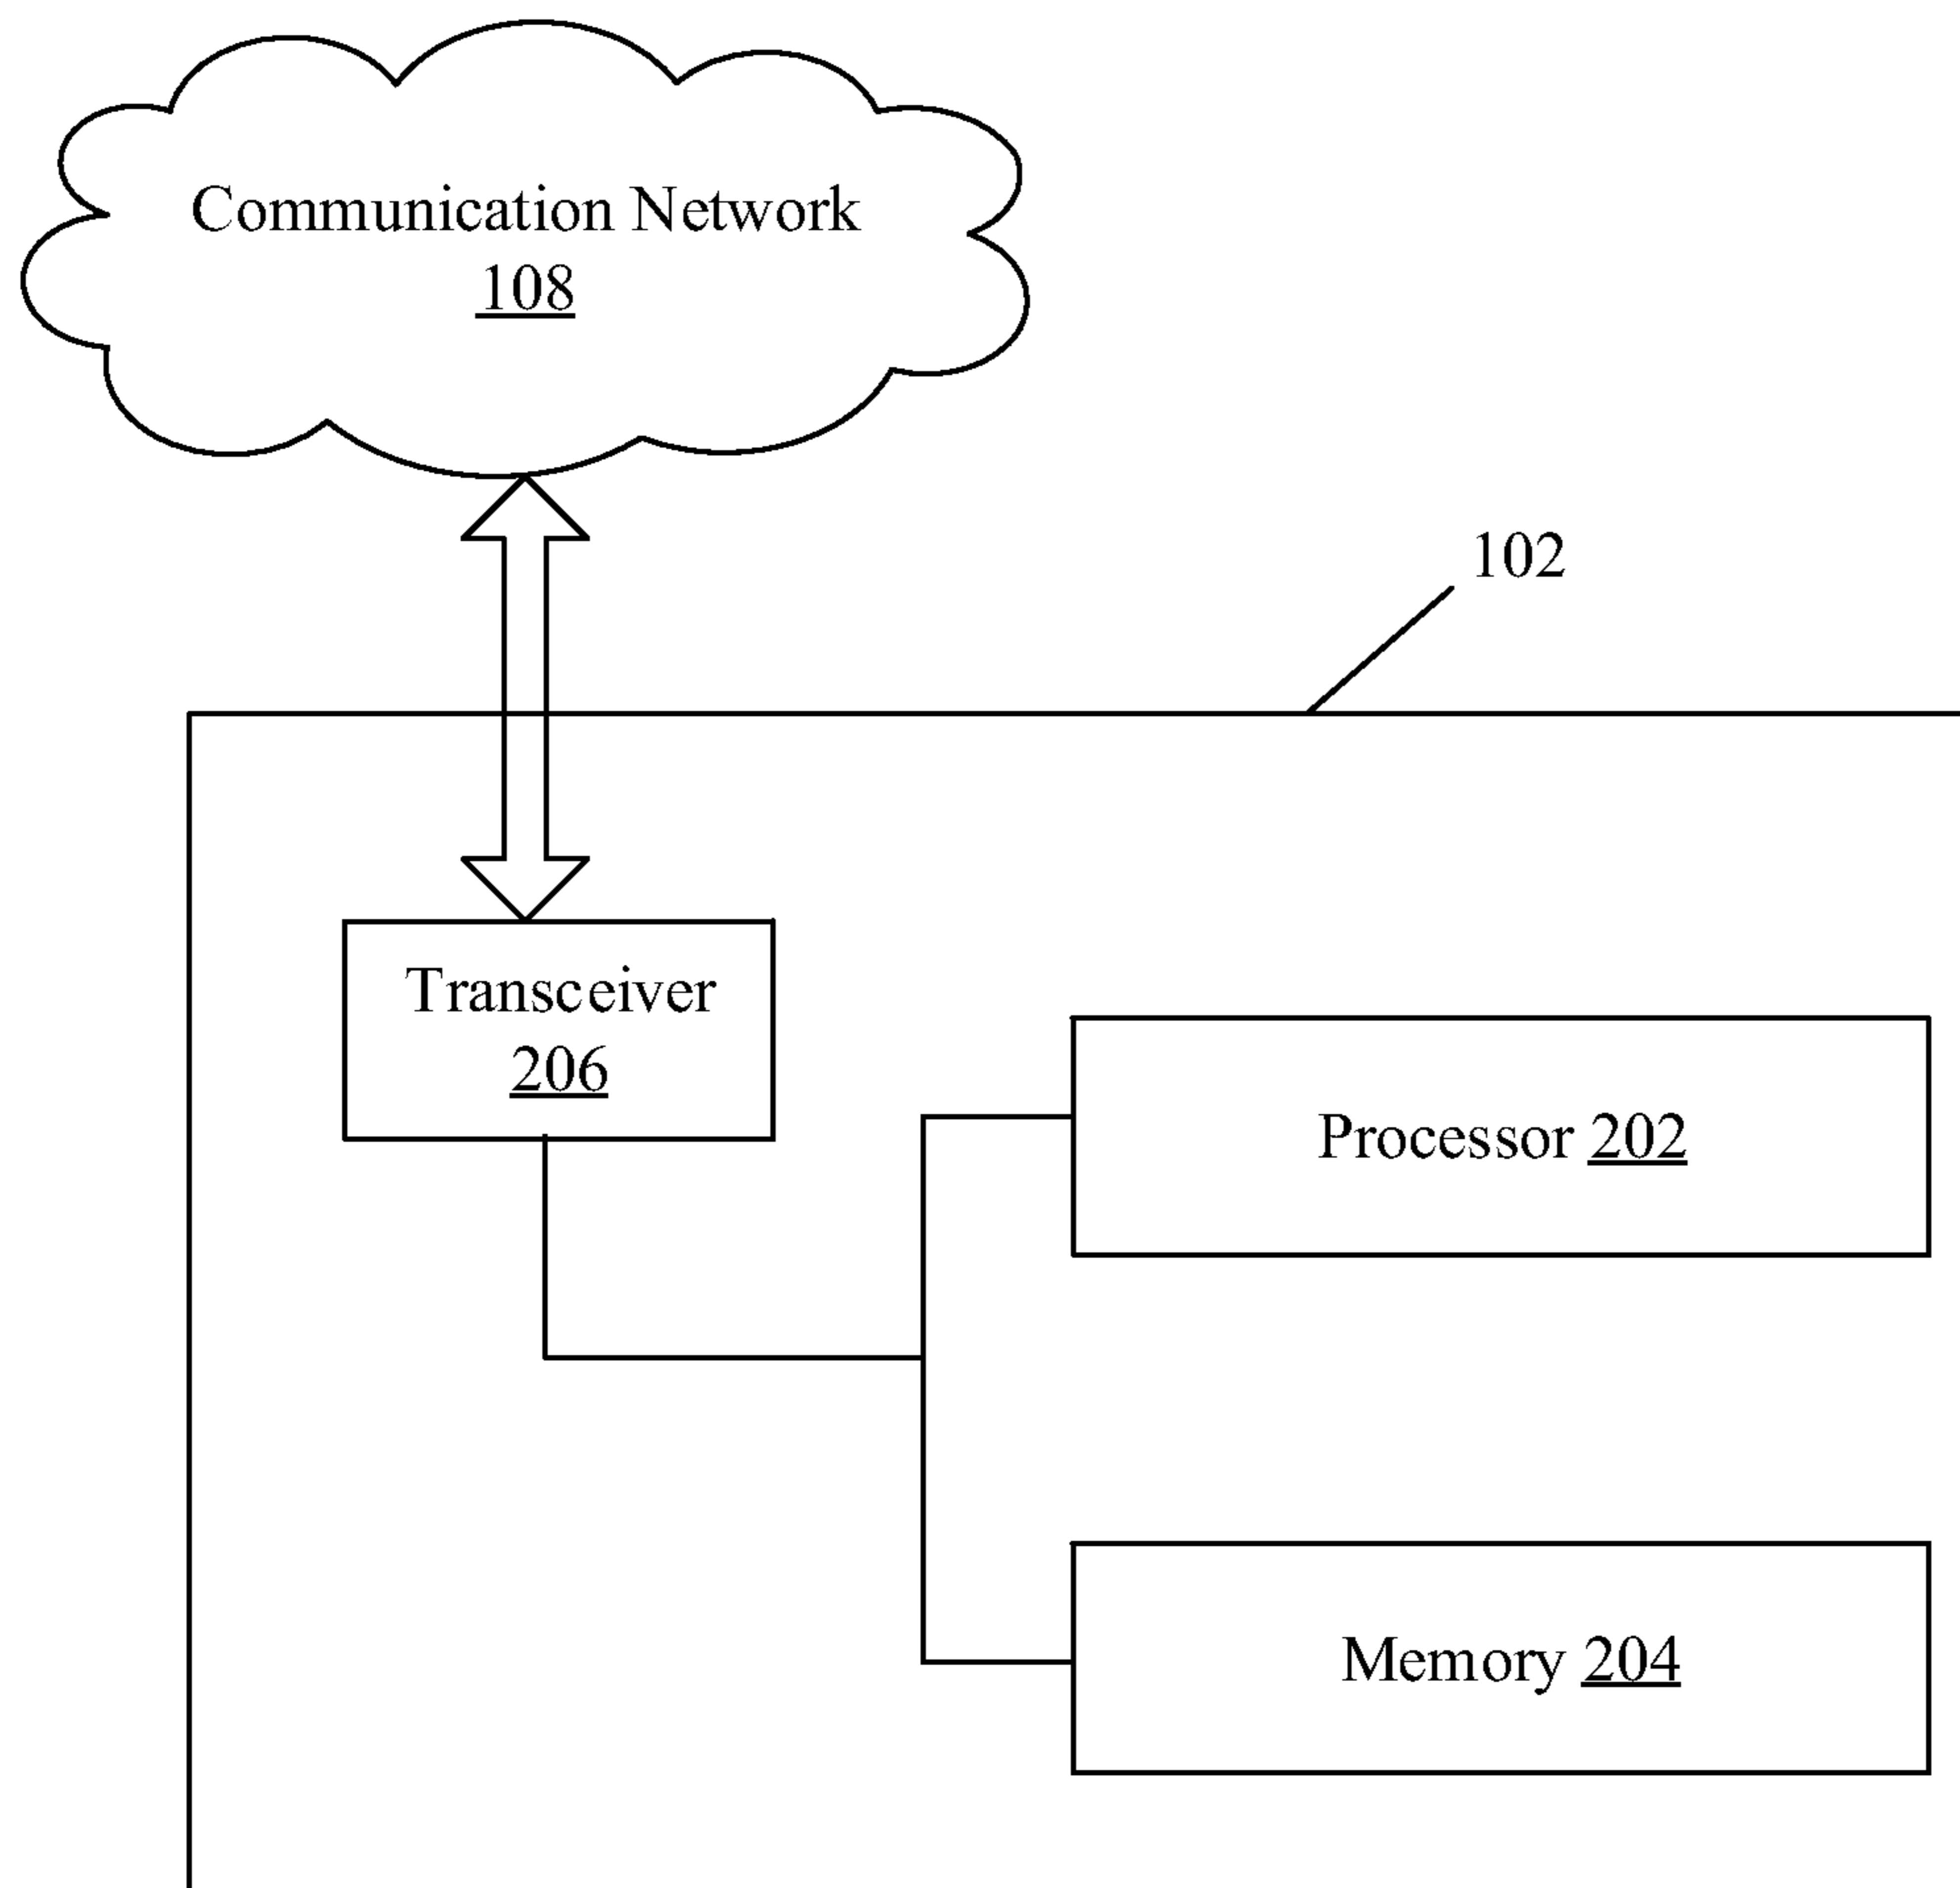 Communication Network
108
102
Transceiver
206
Processor 202
Memory 204